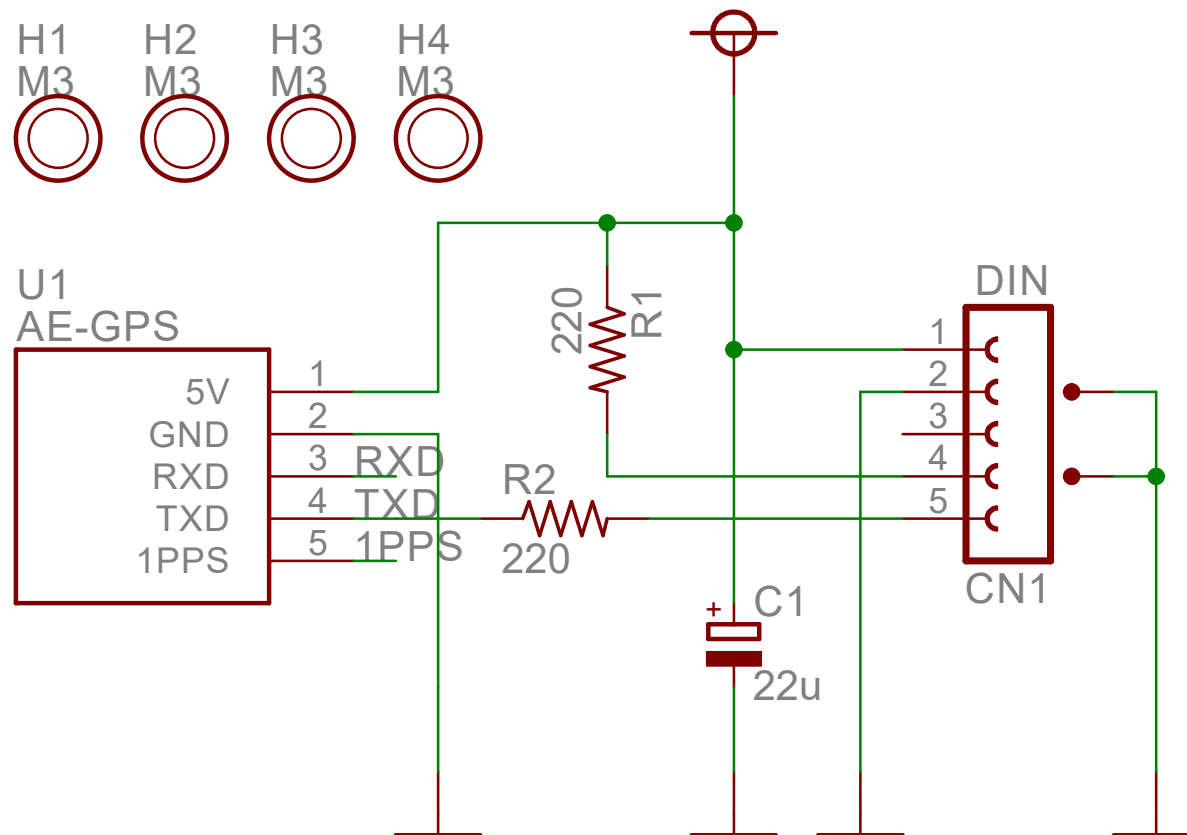 H1 H2 H3 H4
M3 M3 M3 M3
U1
AE-GPS
5V 1
GND 2
RXD 3 RXD
TXD 4 TXD
1PPS 5 1PPS
220 R1
R2
220
+ C1
22u
DIN
1
2
3
4
5
CN1